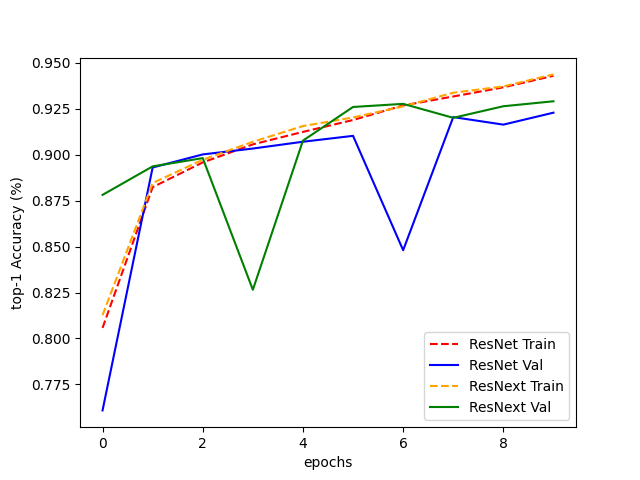 0.950
0.925
0.900
0.875
0.850
0.825
0.800
0.775
top-1 Accuracy (%)
0 2 4 6 8
epochs
ResNet Train
ResNet Val
ResNext Train
ResNext Val